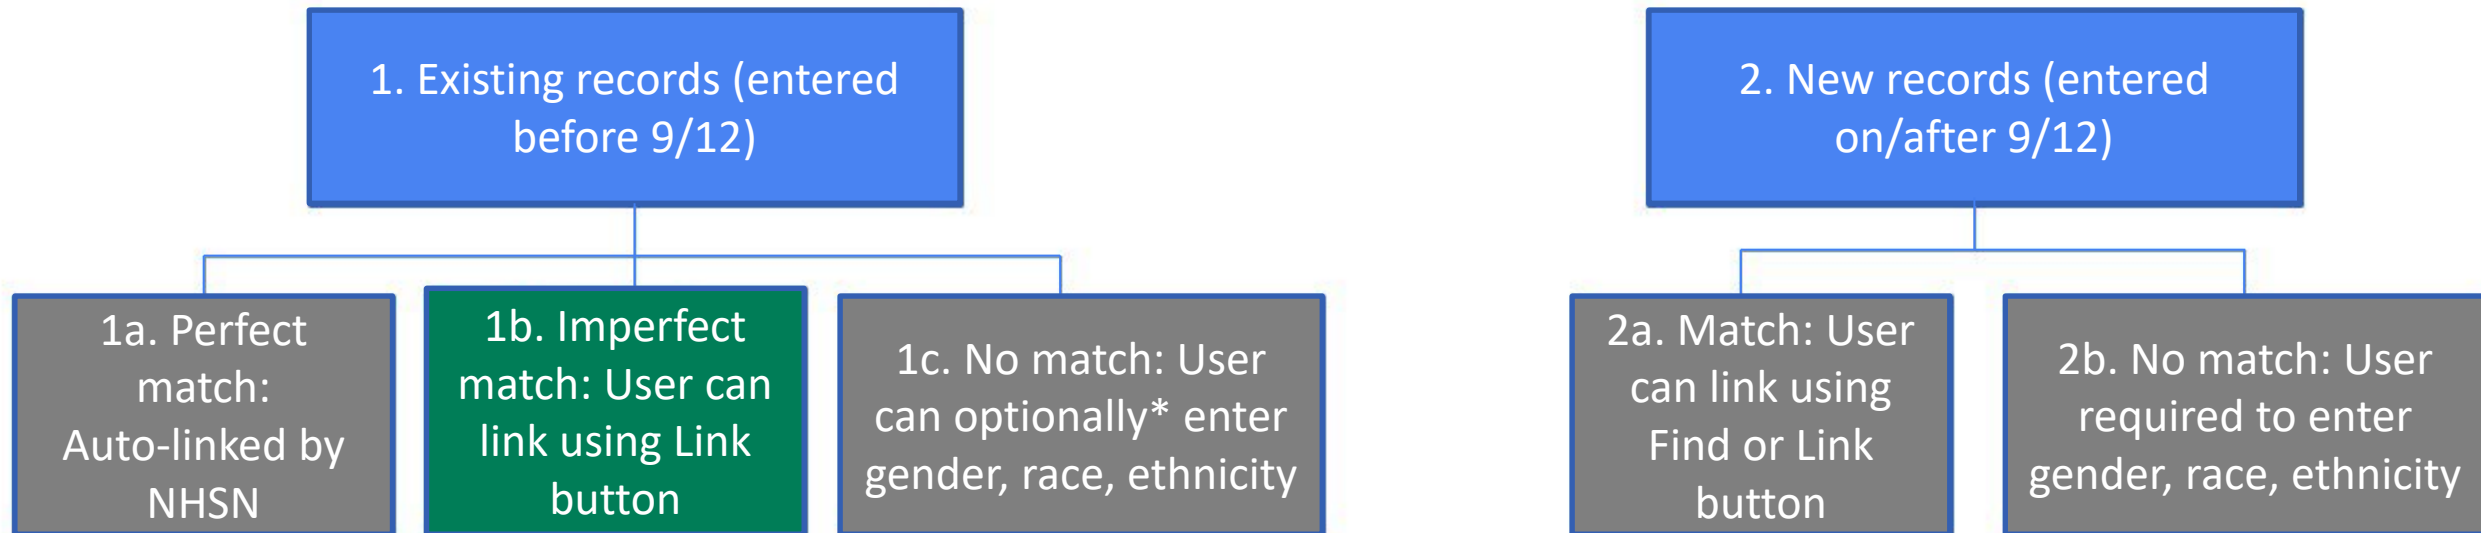 1. Existing records (entered
before 9/12)
2. New records (entered
on/after 9/12)
1a. Perfect
match:
Auto-linked by
NHSN
1b. Imperfect
match: User can
link using Link
button
1c. No match: User
can optionally* enter
gender, race, ethnicity
2a. Match: User
can link using
Find or Link
button
2b. No match: User
required to enter
gender, race, ethnicity